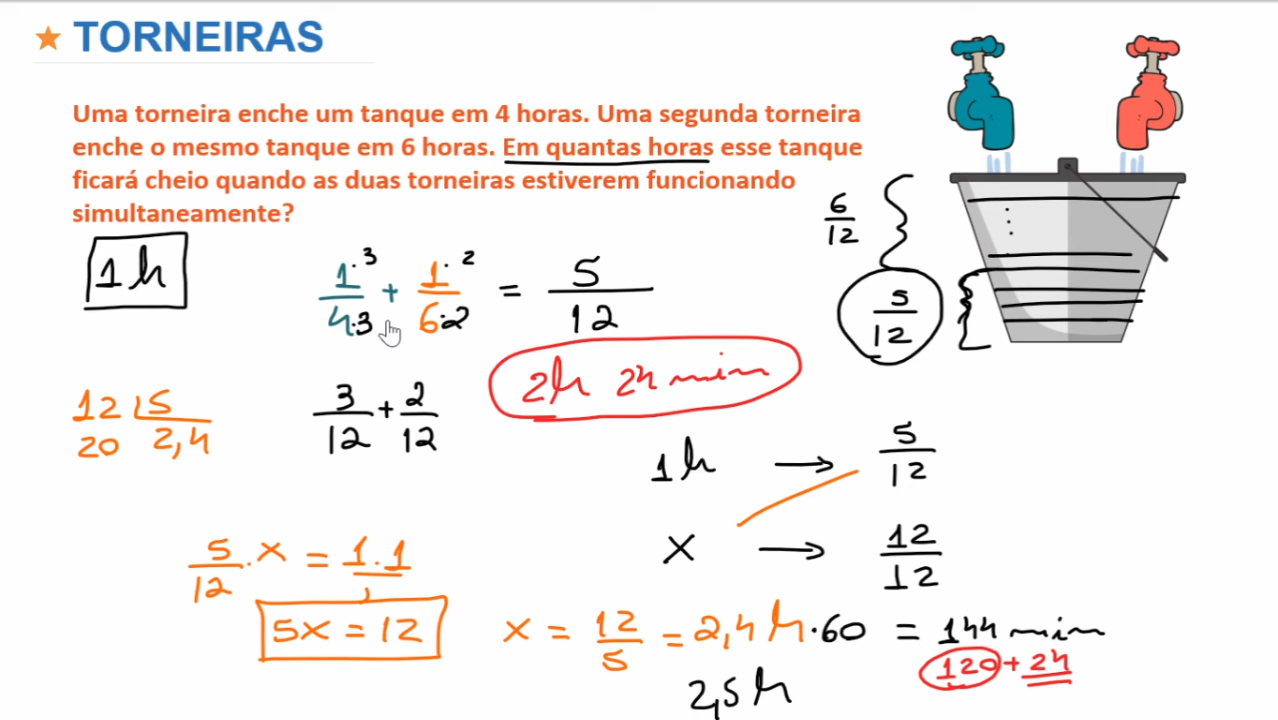 TORNEIRAS
Uma torneira enche um tanque em 4 horas. Uma segunda torneira
enche o mesmo tanque em 6 horas. Em quantas horas esse tanque
ficará cheio quando as duas torneiras estiverem funcionando
simultaneamente?
6/12
1h
1·3/4·3 + 1·2/6·2 = 5/12
5/12
2h 24 min
12 5
20 2,4
3/12 + 2/12
1h → 5/12
x → 12/12
5/12 · x = 1 . 1
5x = 12
x = 12/5 = 2,4 h · 60 = 144 min
120 + 24
2,5 h